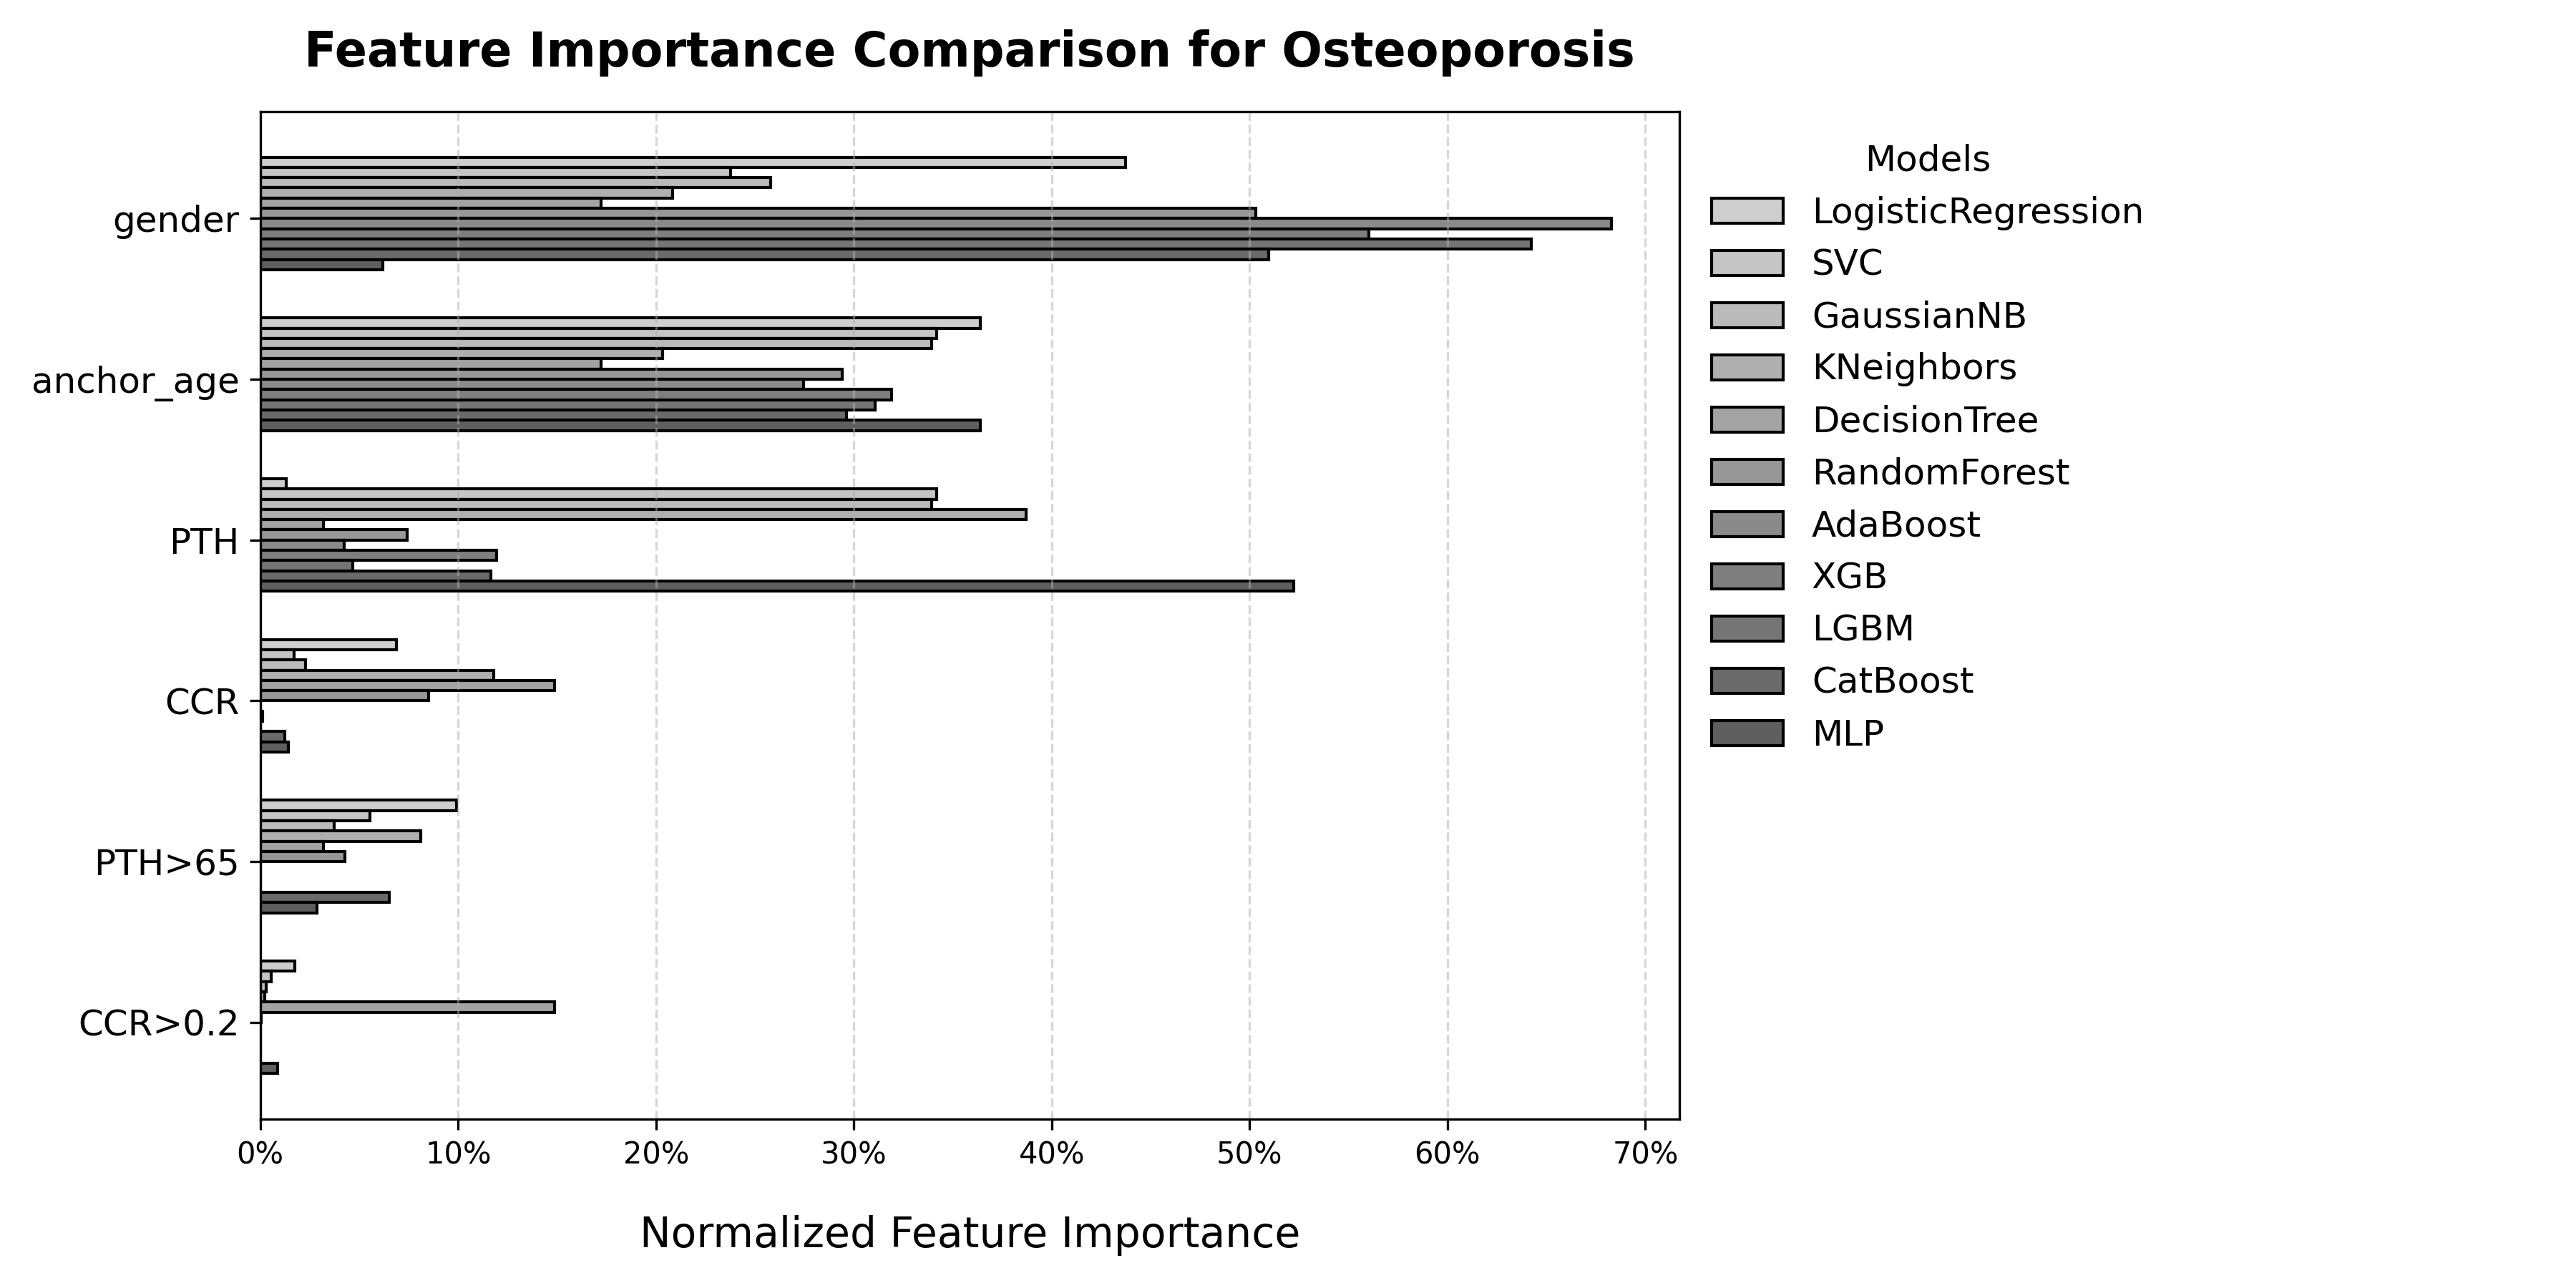 Feature Importance Comparison for Osteoporosis
gender
anchor_age
PTH
CCR
PTH>65
CCR>0.2
0% 10% 20% 30% 40% 50% 60% 70%
Normalized Feature Importance
Models
LogisticRegression
SVC
GaussianNB
KNeighbors
DecisionTree
RandomForest
AdaBoost
XGB
LGBM
CatBoost
MLP